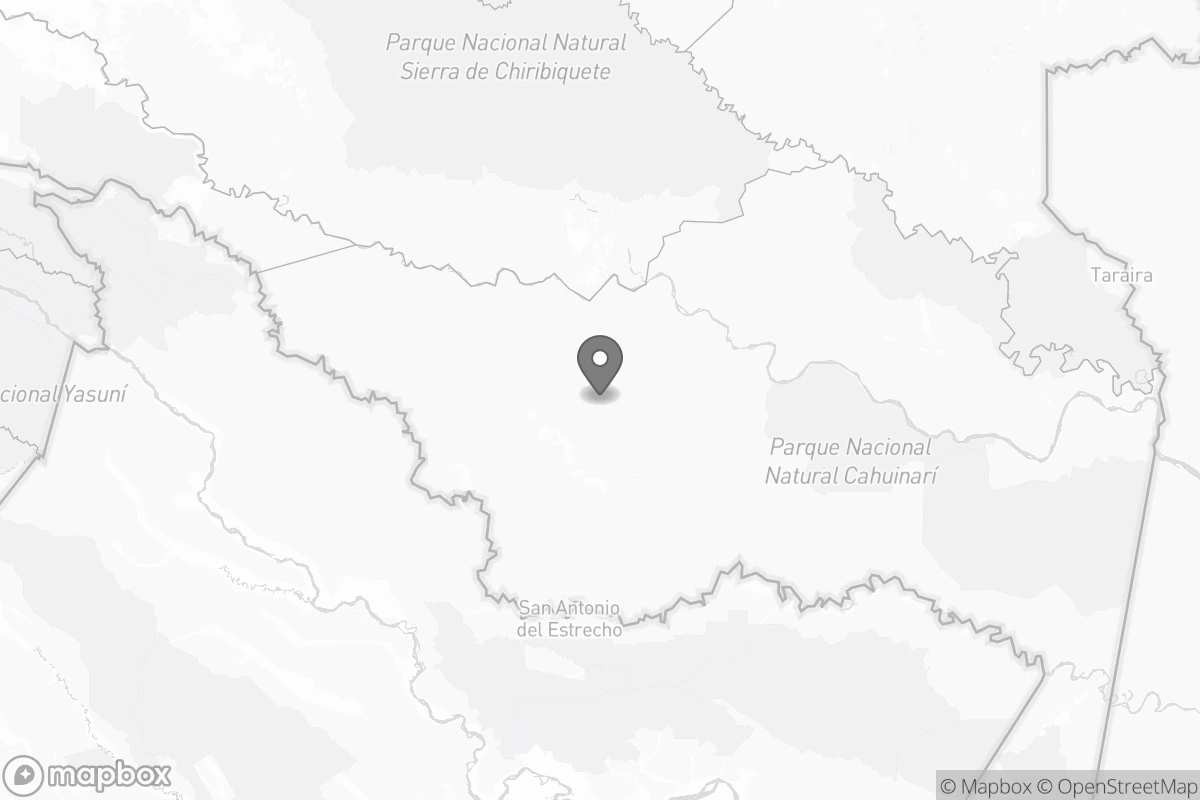 Parque Nacional Natural
Sierra de Chiribiquete
Taraira
cional Yasuní
Parque Nacional
Natural Cahuinarí
San Antonio
del Estrecho
mapbox
© Mapbox © OpenStreetMap